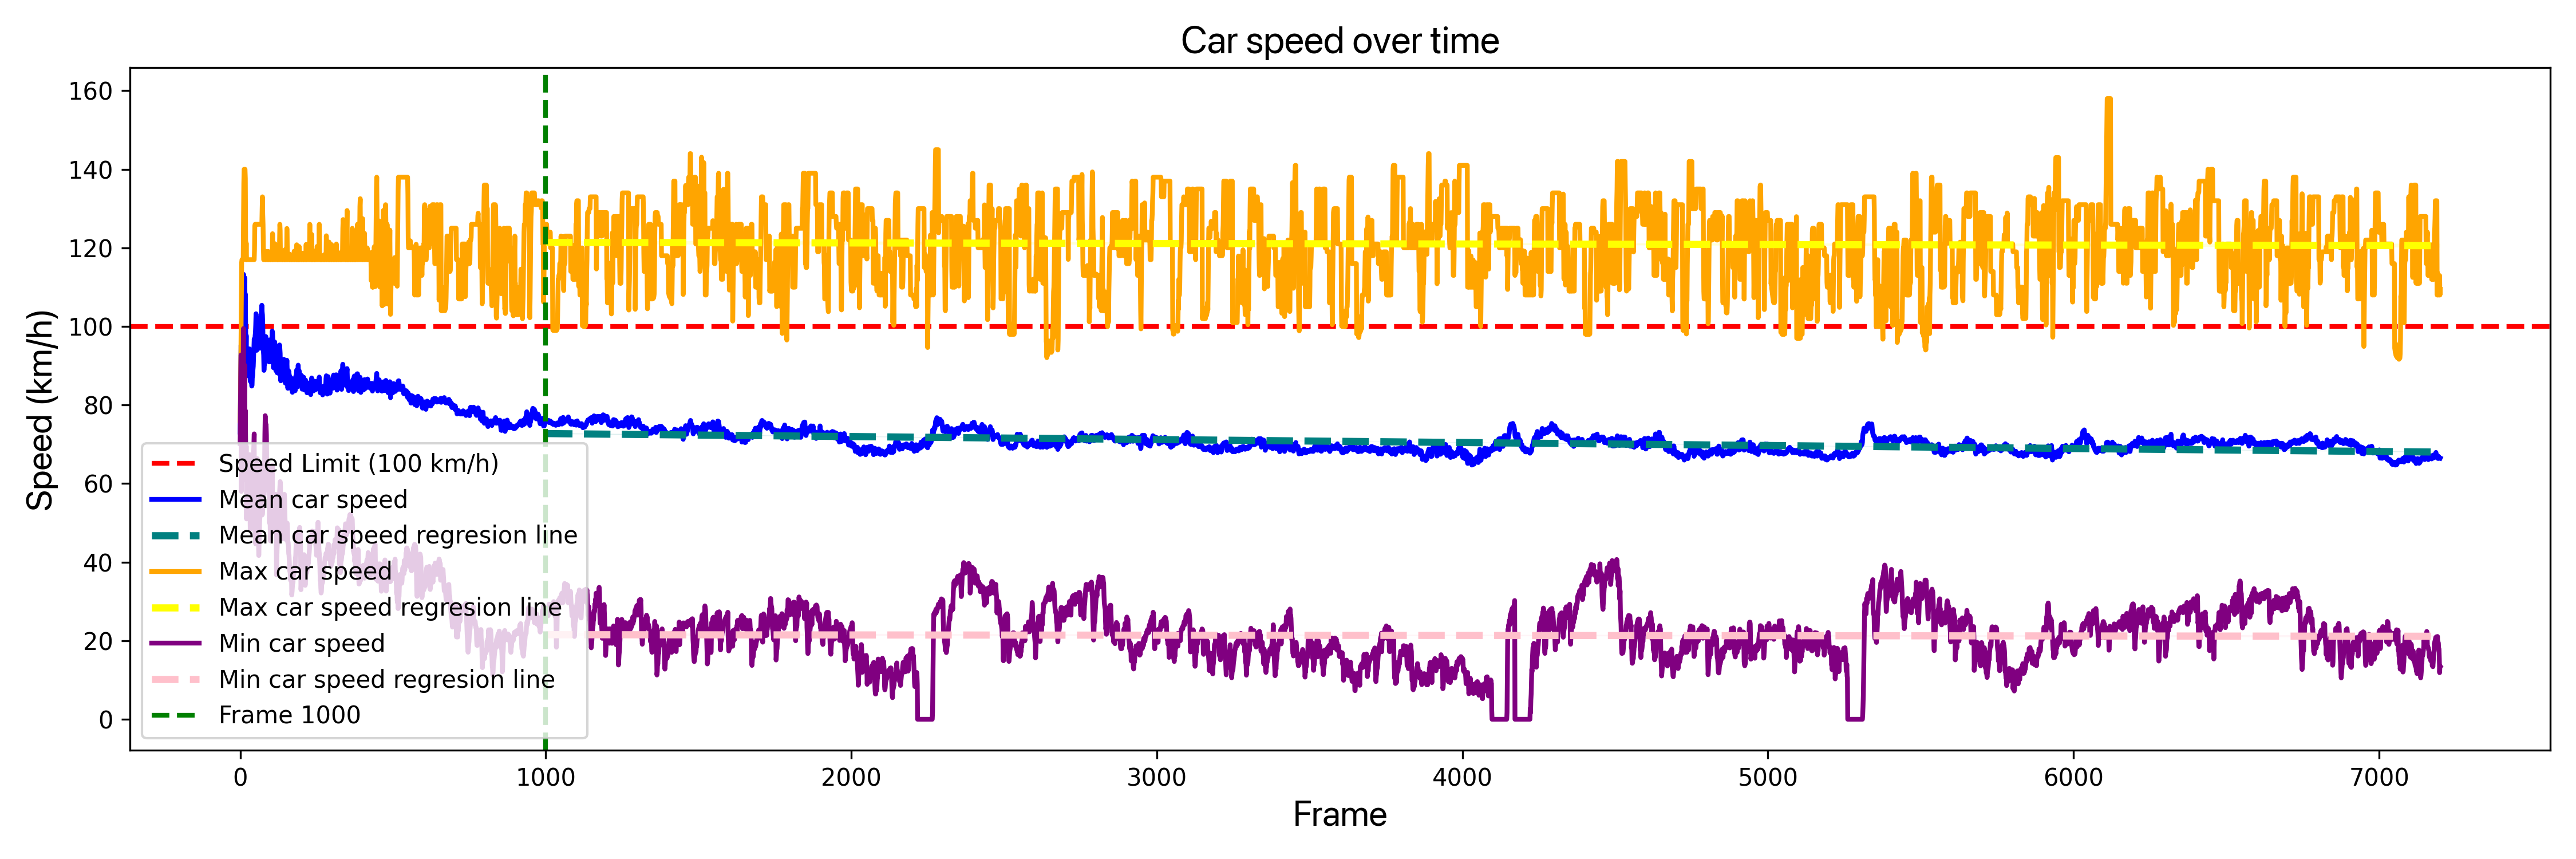 Car speed over time
160
140
120
100
80
60
40
20
0
Speed (km/h)
Speed Limit (100 km/h)
Mean car speed
Mean car speed regresion line
Max car speed
Max car speed regresion line
Min car speed
Min car speed regresion line
Frame 1000
0 1000 2000 3000 4000 5000 6000 7000
Frame